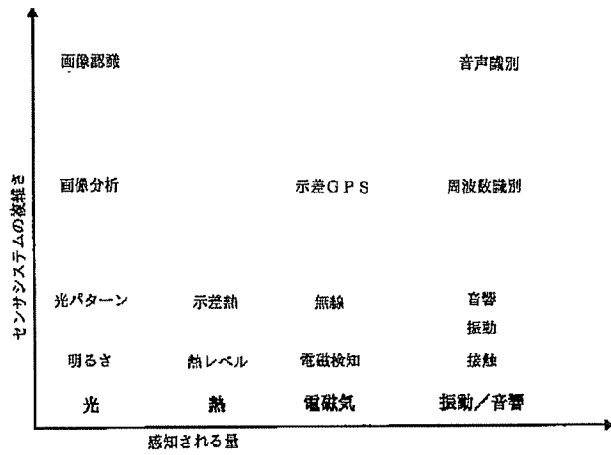 画像認識 音声識別
画像分析 示差GPS 周波数識別
光パターン 示差熱 無線 音響
振動
明るさ 熱レベル 電磁検知 接触
光 熱 電磁気 振動/音響
感知される量
センサシステムの複雑さ